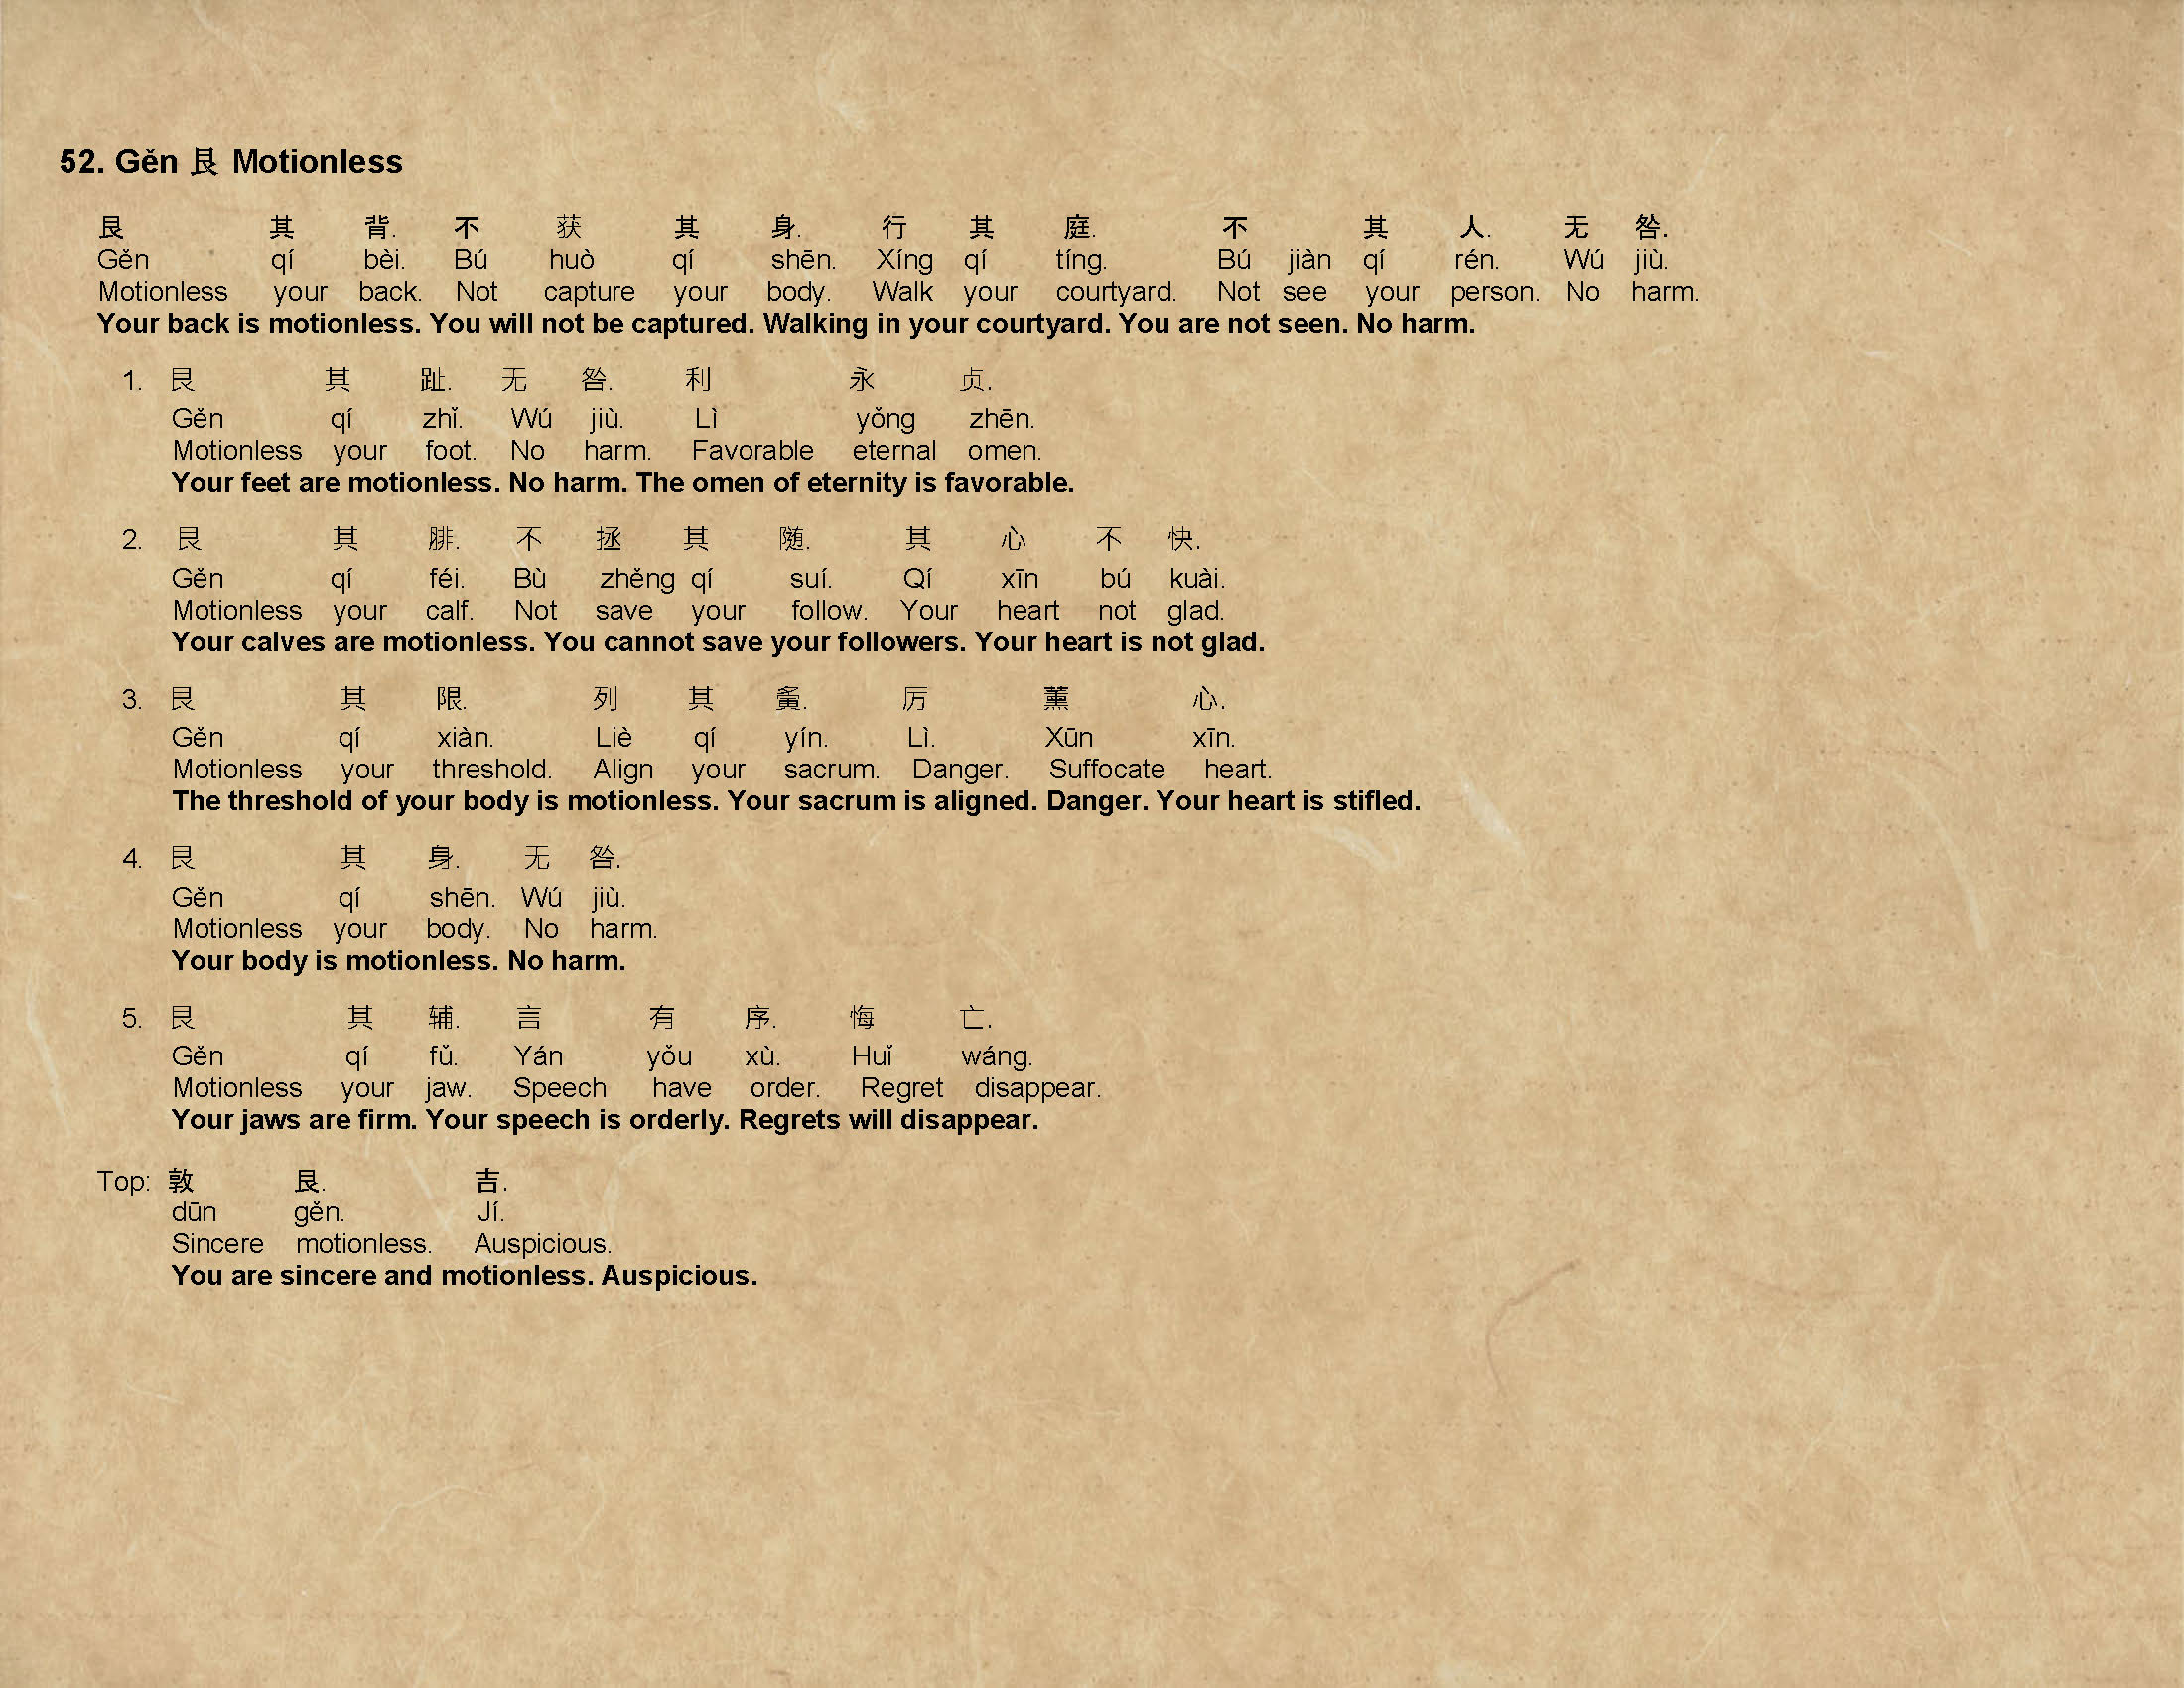 52. Gěn 艮 Motionless
艮 其 背. 不 获 其 身. 行 其 庭. 不 其 人. 无 咎.
Gěn qí bèi. Bú huò qí shēn. Xíng qí tíng. Bú jiàn qí rén. Wú jiù.
Motionless your back. Not capture your body. Walk your courtyard. Not see your person. No harm.
Your back is motionless. You will not be captured. Walking in your courtyard. You are not seen. No harm.
1. 艮 其 趾. 无 咎. 利 永 贞.
Gěn qí zhǐ. Wú jiù. Lì yǒng zhēn.
Motionless your foot. No harm. Favorable eternal omen.
Your feet are motionless. No harm. The omen of eternity is favorable.
2. 艮 其 腓. 不 拯 其 随. 其 心 不 快.
Gěn qí féi. Bù zhěng qí suí. Qí xīn bú kuài.
Motionless your calf. Not save your follow. Your heart not glad.
Your calves are motionless. You cannot save your followers. Your heart is not glad.
3. 艮 其 限. 列 其 夤. 厉 薰 心.
Gěn qí xiàn. Liè qí yín. Lì. Xūn xīn.
Motionless your threshold. Align your sacrum. Danger. Suffocate heart.
The threshold of your body is motionless. Your sacrum is aligned. Danger. Your heart is stifled.
4. 艮 其 身. 无 咎.
Gěn qí shēn. Wú jiù.
Motionless your body. No harm.
Your body is motionless. No harm.
5. 艮 其 辅. 言 有 序. 悔 亡.
Gěn qí fǔ. Yán yǒu xù. Huǐ wáng.
Motionless your jaw. Speech have order. Regret disappear.
Your jaws are firm. Your speech is orderly. Regrets will disappear.
Top: 敦 艮. 吉.
dūn gěn. Jí.
Sincere motionless. Auspicious.
You are sincere and motionless. Auspicious.